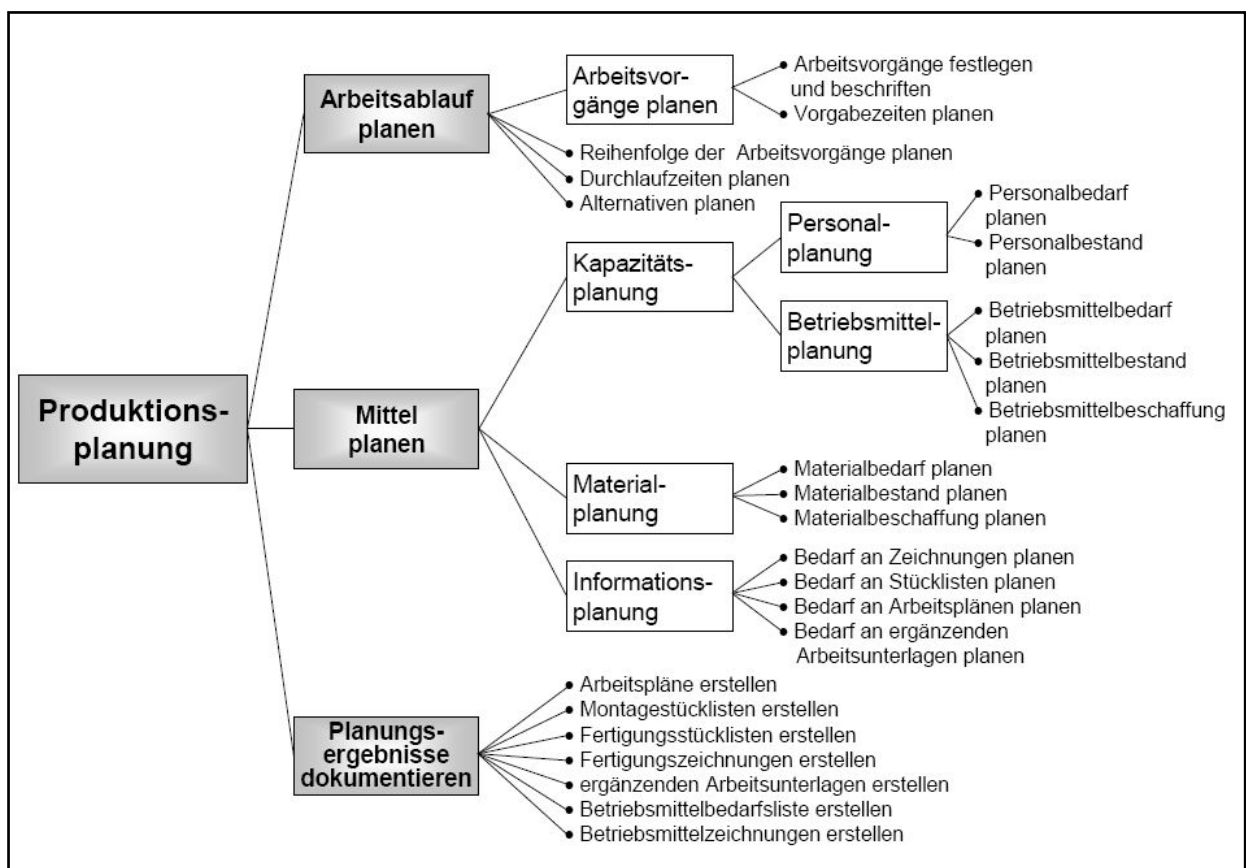 Produktions-
planung
Arbeitsablauf
planen
Arbeitsvor-
gänge planen
• Arbeitsvorgänge festlegen
und beschriften
• Vorgabezeiten planen
• Reihenfolge der Arbeitsvorgänge planen
• Durchlaufzeiten planen
• Alternativen planen
Mittel
planen
Kapazitäts-
planung
Personal-
planung
• Personalbedarf
planen
• Personalbestand
planen
Betriebsmittel-
planung
• Betriebsmittelbedarf
planen
• Betriebsmittelbestand
planen
• Betriebsmittelbeschaffung
planen
Material-
planung
• Materialbedarf planen
• Materialbestand planen
• Materialbeschaffung planen
Informations-
planung
• Bedarf an Zeichnungen planen
• Bedarf an Stücklisten planen
• Bedarf an Arbeitsplänen planen
• Bedarf an ergänzenden
Arbeitsunterlagen planen
Planungs-
ergebnisse
dokumentieren
• Arbeitspläne erstellen
• Montagestücklisten erstellen
• Fertigungsstücklisten erstellen
• Fertigungszeichnungen erstellen
• ergänzenden Arbeitsunterlagen erstellen
• Betriebsmittelbedarfsliste erstellen
• Betriebsmittelzeichnungen erstellen